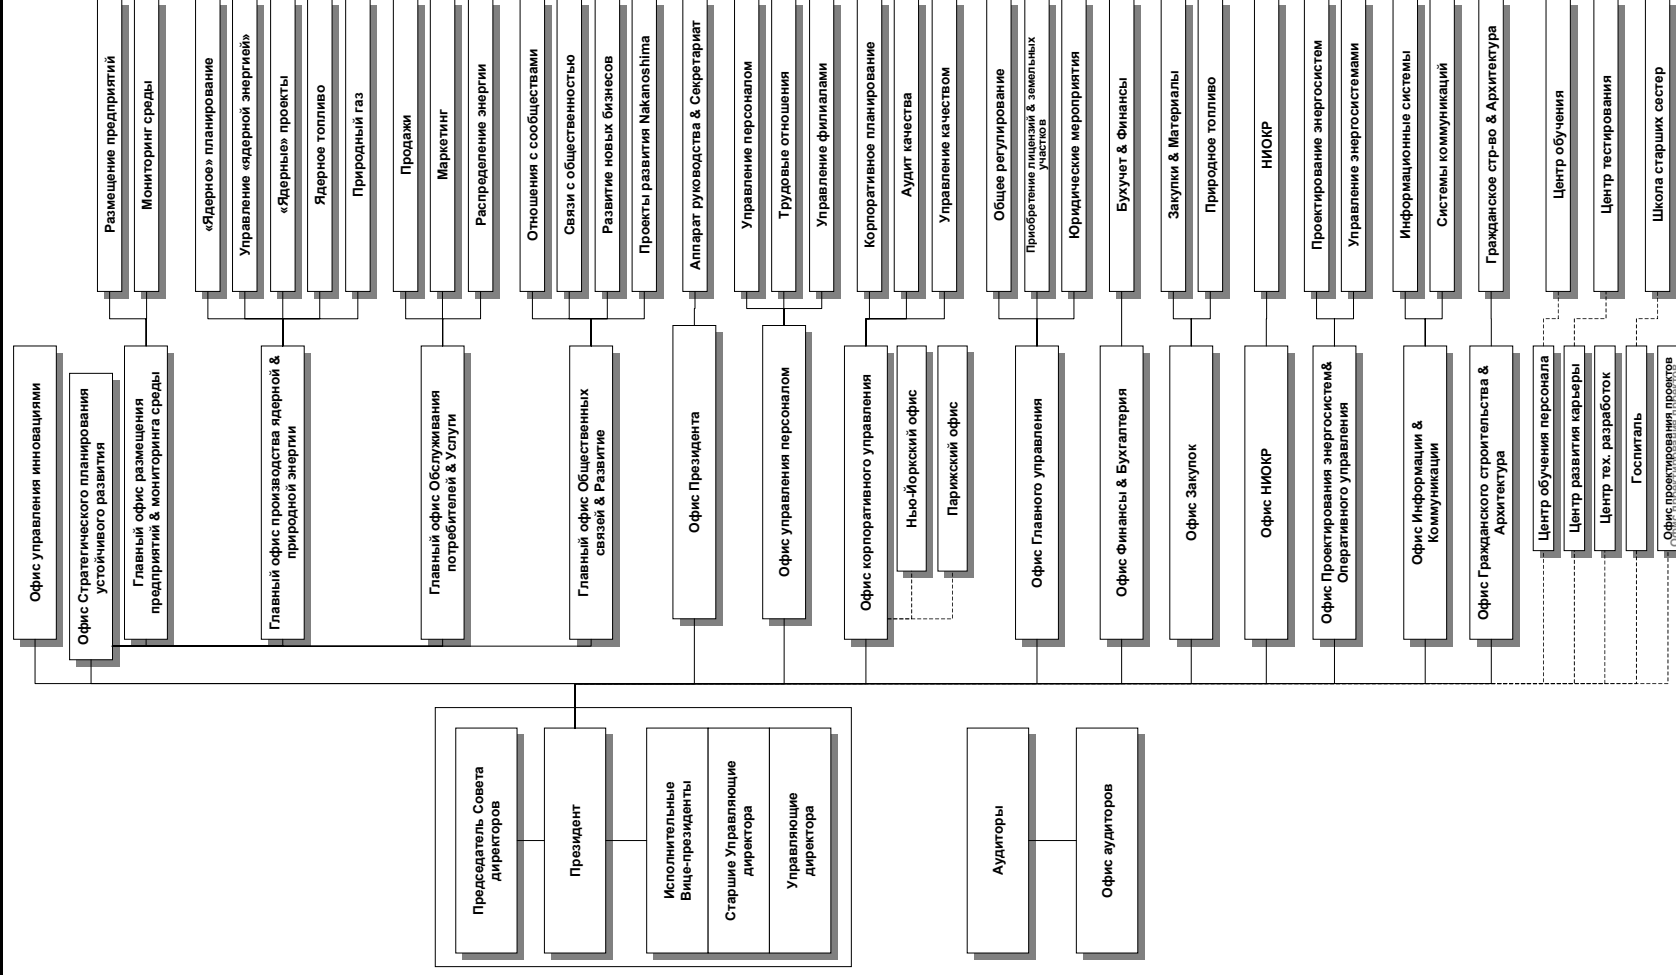 Размещение предприятий
Мониторинг среды
«Ядерное» планирование
Управление «ядерной энергией»
«Ядерные» проекты
Ядерное топливо
Природный газ
Продажи
Маркетинг
Распределение энергии
Отношения с сообществами
Связи с общественностью
Развитие новых бизнесов
Проекты развития Nakanoshima
Аппарат руководства & Секретариат
Управление персоналом
Трудовые отношения
Управление филиалами
Корпоративное планирование
Аудит качества
Управление качеством
Общее регулирование
Приобретение лицензий & земельных
участков
Юридические мероприятия
Бухучет & Финансы
Закупки & Материалы
Природное топливо
НИОКР
Проектирование энергосистем
Управление энергосистемами
Информационные системы
Системы коммуникаций
Гражданское стр-во & Архитектура
Центр обучения
Центр тестирования
Школа старших сестер
Офис управления инновациями
Офис Стратегического планирования
устойчивого развития
Главный офис размещения
предприятий & мониторинга среды
Главный офис производства ядерной &
природной энергии
Главный офис Обслуживания
потребителей & Услуги
Главный офис Общественных
связей & Развитие
Офис Президента
Офис управления персоналом
Офис корпоративного управления
Нью-Йоркский офис
Парижский офис
Офис Главного управления
Офис Финансы & Бухгалтерия
Офис Закупок
Офис НИОКР
Офис Проектирования энергосистем&
Оперативного управления
Офис Информации &
Коммуникации
Офис Гражданского строительства &
Архитектура
Центр обучения персонала
Центр развития карьеры
Центр тех. разработок
Госпиталь
Офис проектирования проектов
Председатель Совета
директоров
Президент
Исполнительные
Вице-президенты
Старшие Управляющие
директора
Управляющие
директора
Аудиторы
Офис аудиторов